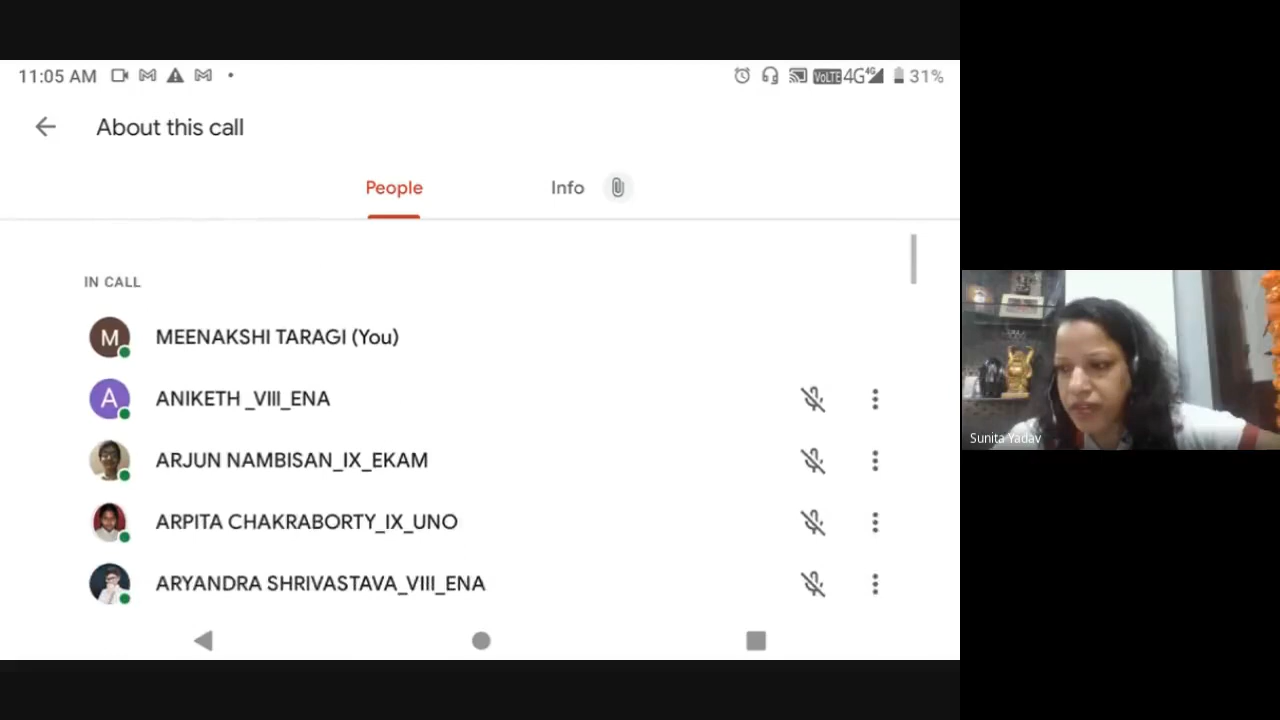 11:05 AM
VoLTE 4G 4G 31%
About this call
People
Info
IN CALL
M
MEENAKSHI TARAGI (You)
A
ANIKETH _VIII_ENA
ARJUN NAMBISAN_IX_EKAM
ARPITA CHAKRABORTY_IX_UNO
ARYANDRA SHRIVASTAVA_VIII_ENA
Sunita Yadav